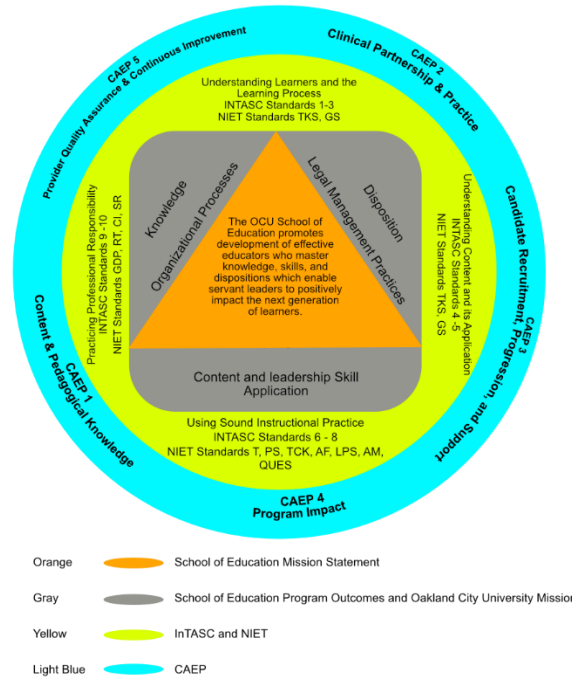 CAEP 5
Provider Quality Assurance & Continuous Improvement
CAEP 2
Clinical Partnership & Practice
Understanding Learners and the
Learning Process
INTASC Standards 1-3
NIET Standards TKS, GS
Knowledge
Organizational Processes
Disposition
Legal Management Practices
Practicing Professional Responsibility
INTASC Standards 9 -10
NIET Standards GDP, RT, CI, SR
The OCU School of
Education promotes
development of effective
educators who master
knowledge, skills, and
dispositions which enable
servant leaders to positively
impact the next generation
of learners.
Understanding Content and its Application
INTASC Standards 4 -5
NIET Standards TKS, GS
CAEP 3
Candidate Recruitment, Progression, and Support
CAEP 1
Content & Pedagogical Knowledge
Content and leadership Skill
Application
Using Sound Instructional Practice
INTASC Standards 6 - 8
NIET Standards T, PS, TCK, AF, LPS, AM,
QUES
CAEP 4
Program Impact
Orange School of Education Mission Statement
Gray School of Education Program Outcomes and Oakland City University Mission
Yellow InTASC and NIET
Light Blue CAEP